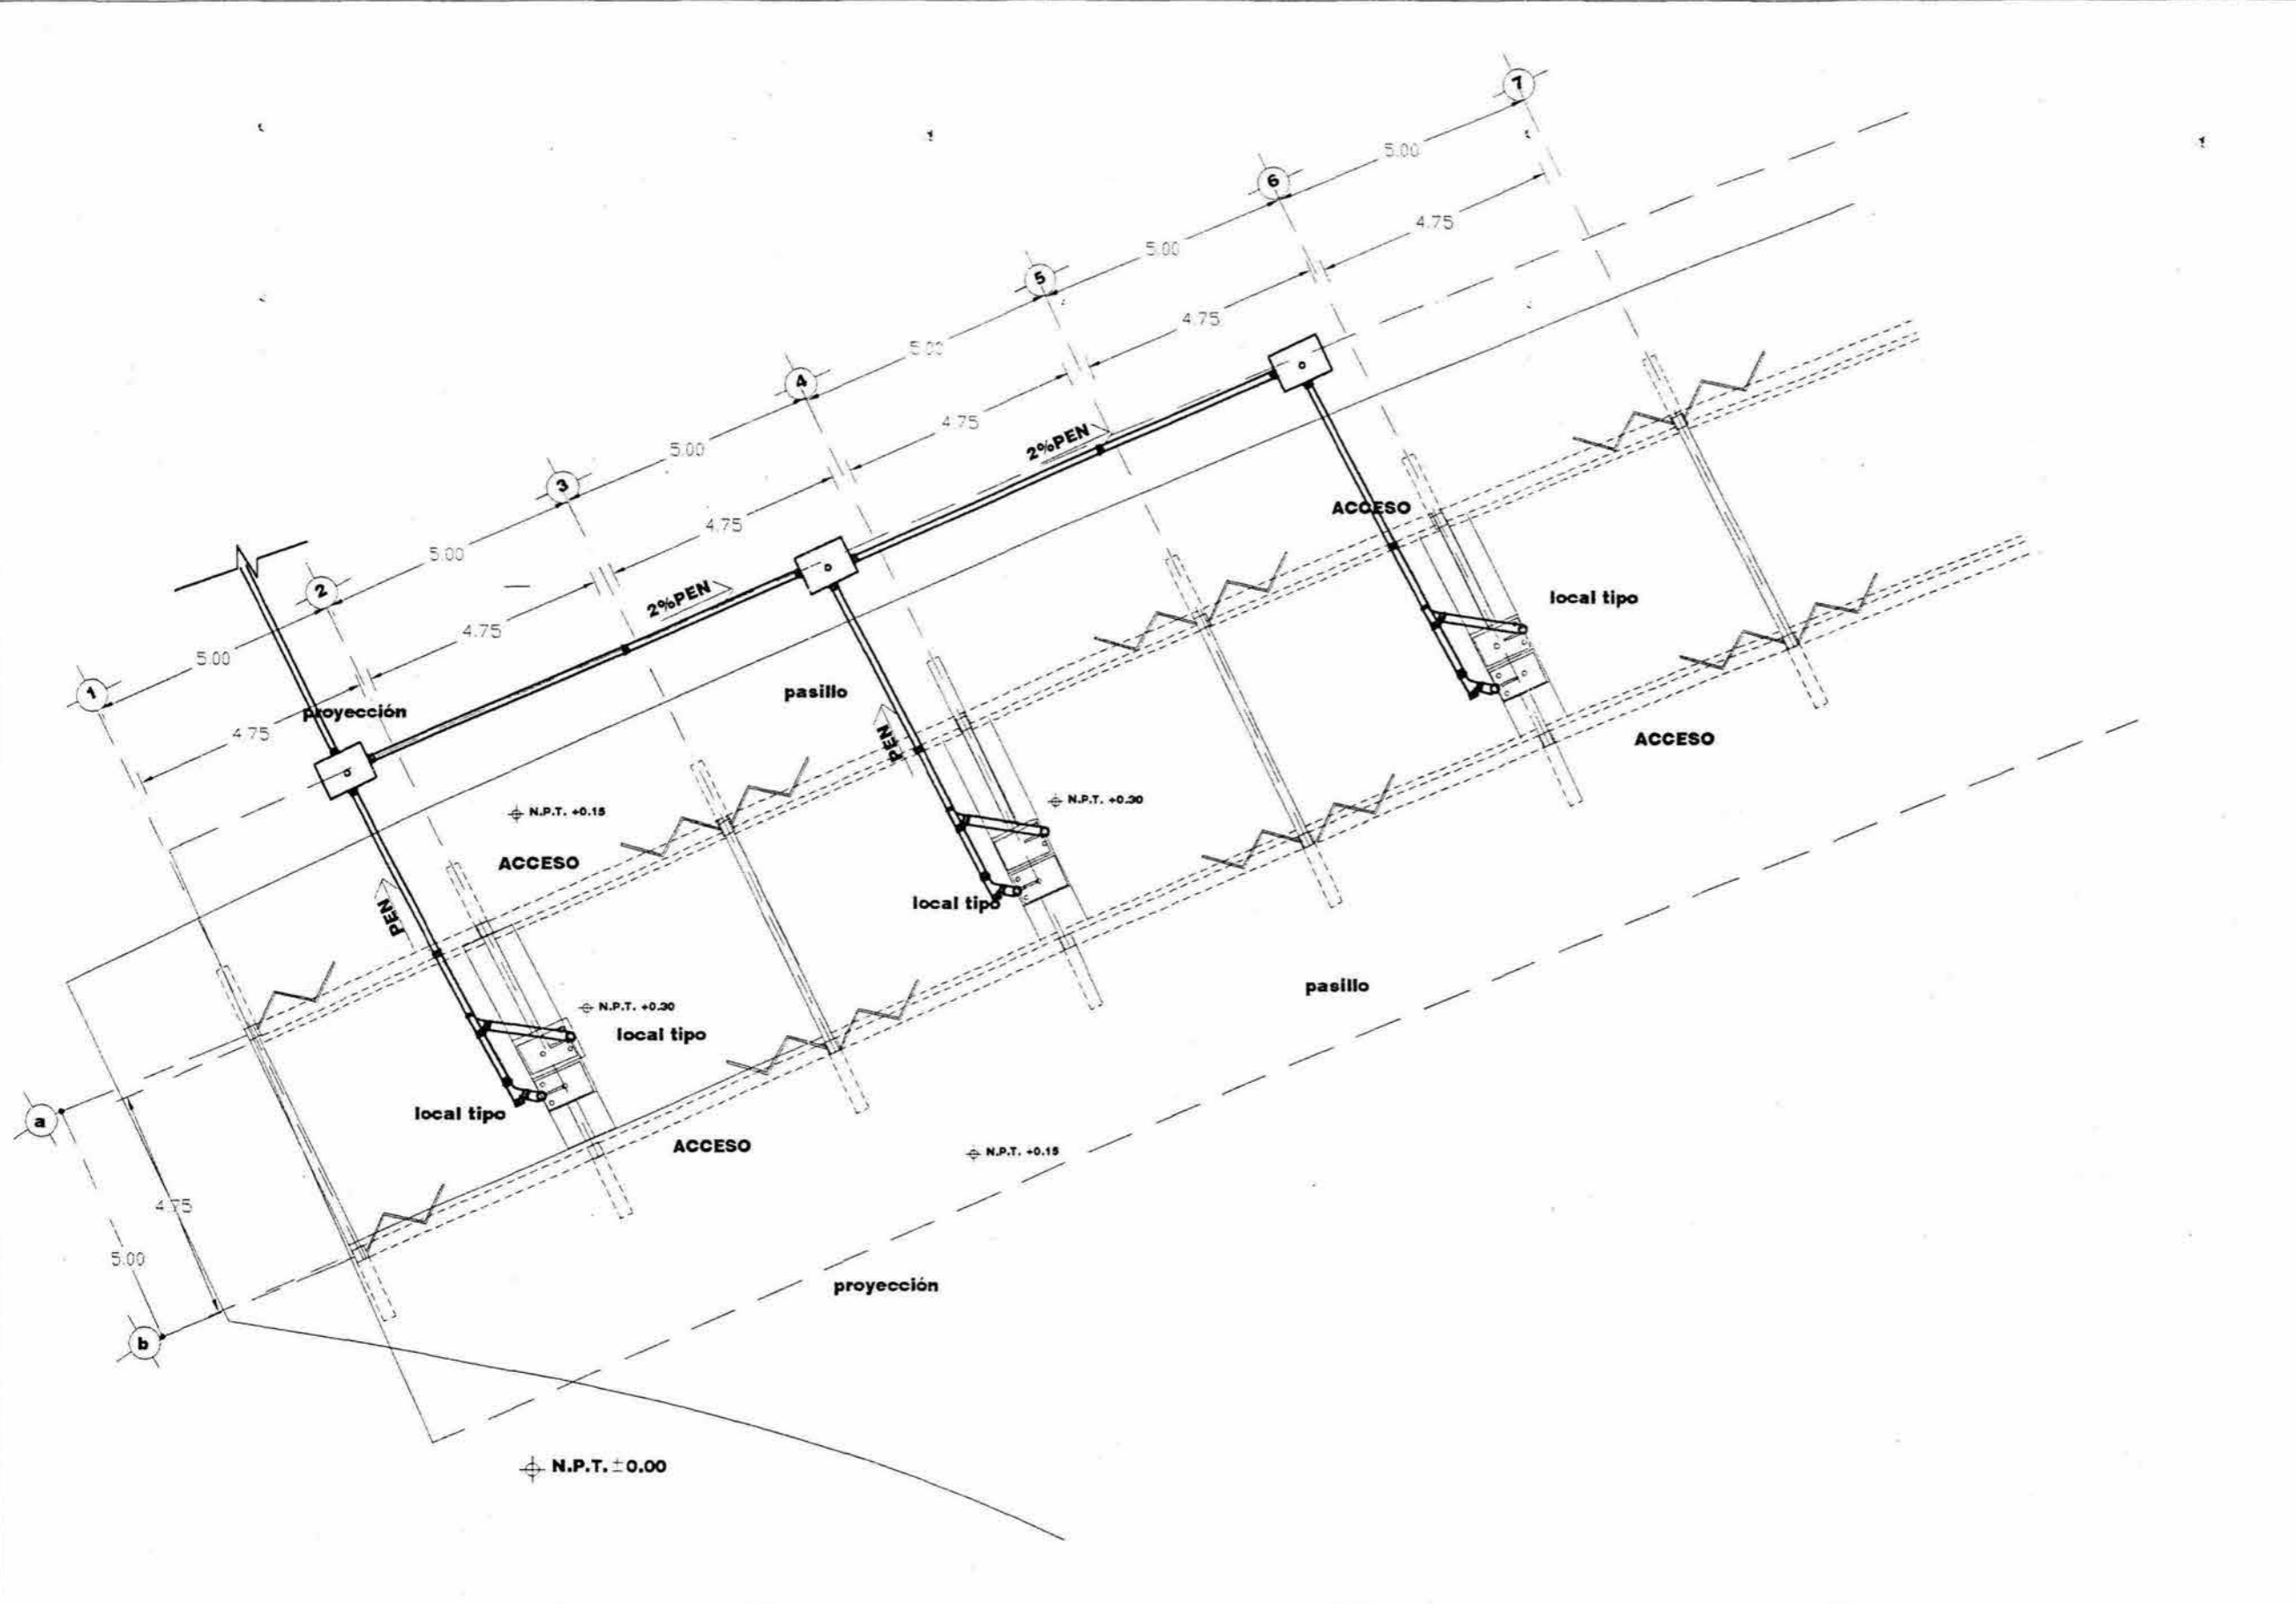 7
5.00
6
4.75
5.00
5
4.75
5.00
4
4.75
2%PEN
5.00
3
4.75
ACCESO
5.00
2
4.75
2%PEN
local tipo
5.00
1
pasillo
proyección
4.75
PEN
ACCESO
N.P.T. +0.30
N.P.T. +0.15
ACCESO
local tipo
PEN
pasillo
N.P.T. +0.30
local tipo
local tipo
a
ACCESO
N.P.T. +0.15
4.75
5.00
proyección
b
N.P.T. ±0.00